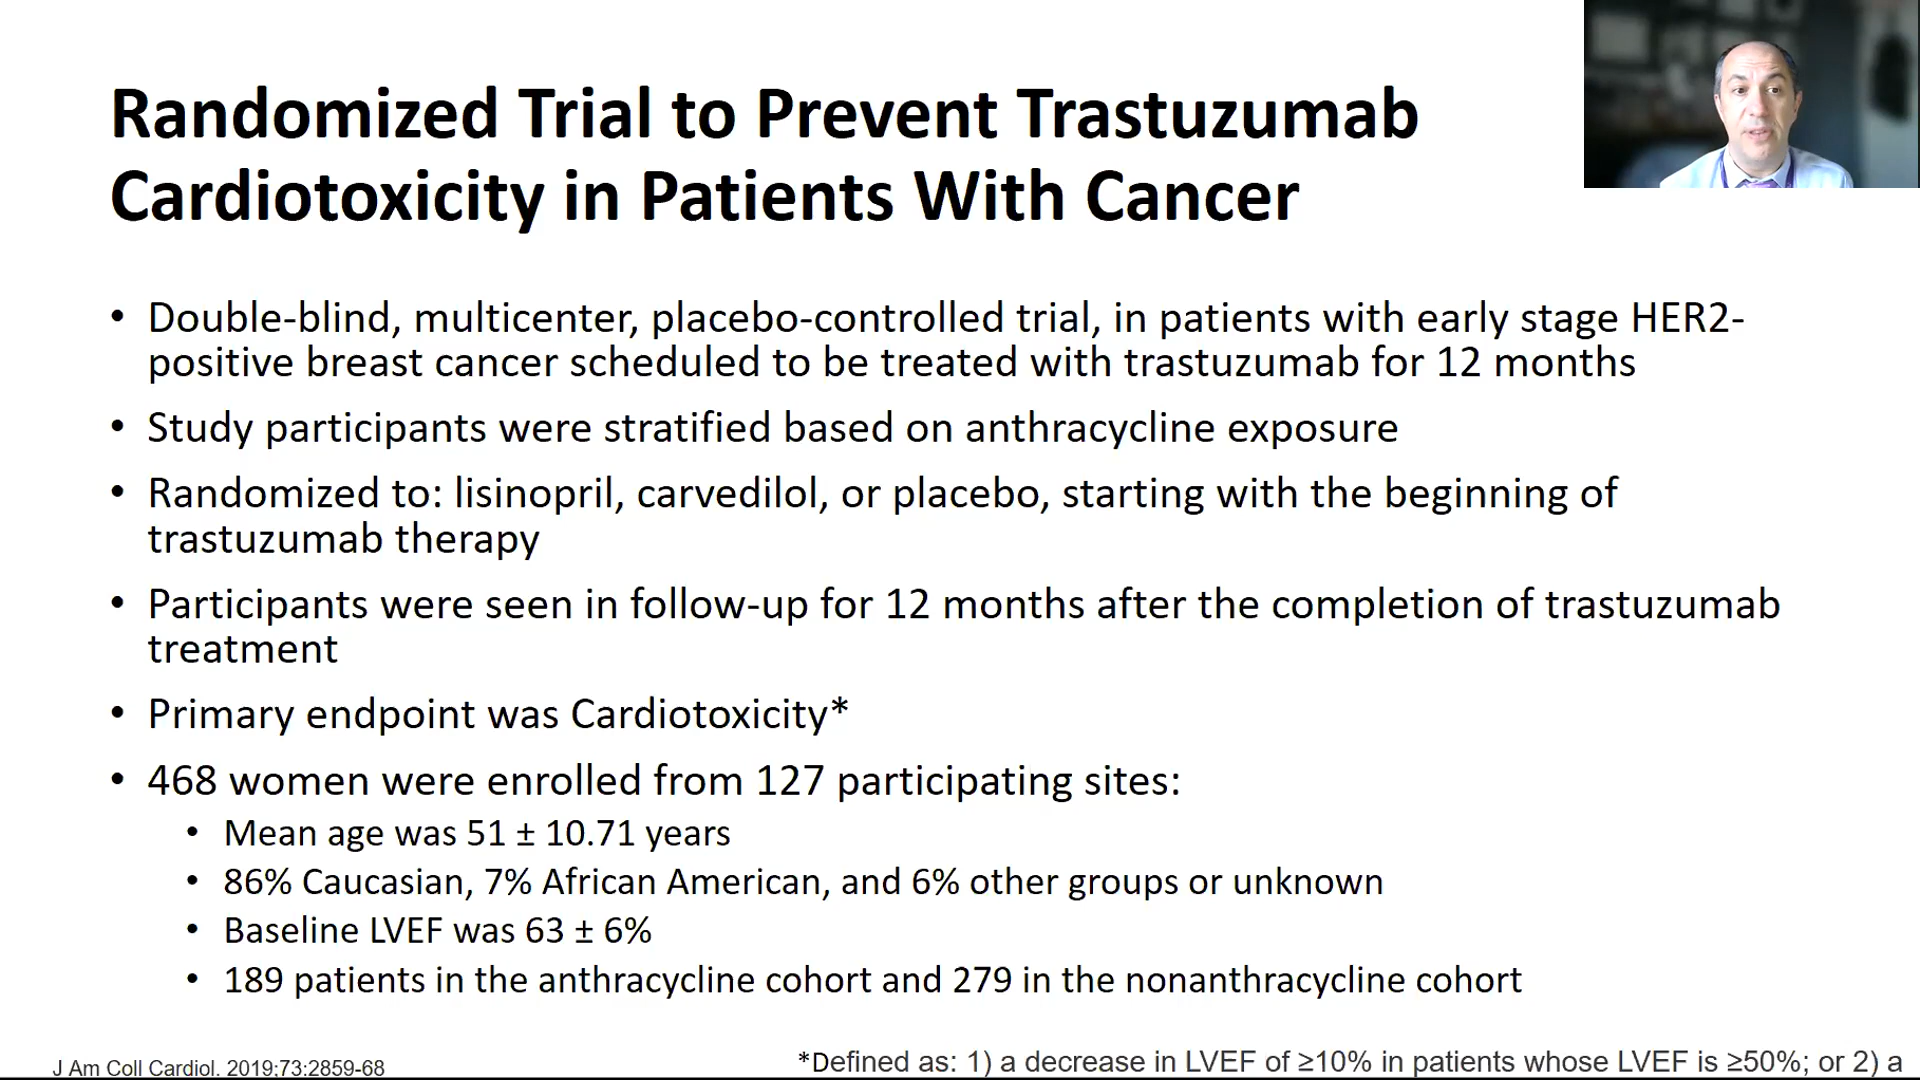 Randomized Trial to Prevent Trastuzumab
Cardiotoxicity in Patients With Cancer
• Double-blind, multicenter, placebo-controlled trial, in patients with early stage HER2-
positive breast cancer scheduled to be treated with trastuzumab for 12 months
• Study participants were stratified based on anthracycline exposure
• Randomized to: lisinopril, carvedilol, or placebo, starting with the beginning of
trastuzumab therapy
• Participants were seen in follow-up for 12 months after the completion of trastuzumab
treatment
• Primary endpoint was Cardiotoxicity*
• 468 women were enrolled from 127 participating sites:
• Mean age was 51 ± 10.71 years
• 86% Caucasian, 7% African American, and 6% other groups or unknown
• Baseline LVEF was 63 ± 6%
• 189 patients in the anthracycline cohort and 279 in the nonanthracycline cohort
J Am Coll Cardiol. 2019;73:2859-68
*Defined as: 1) a decrease in LVEF of ≥10% in patients whose LVEF is ≥50%; or 2) a